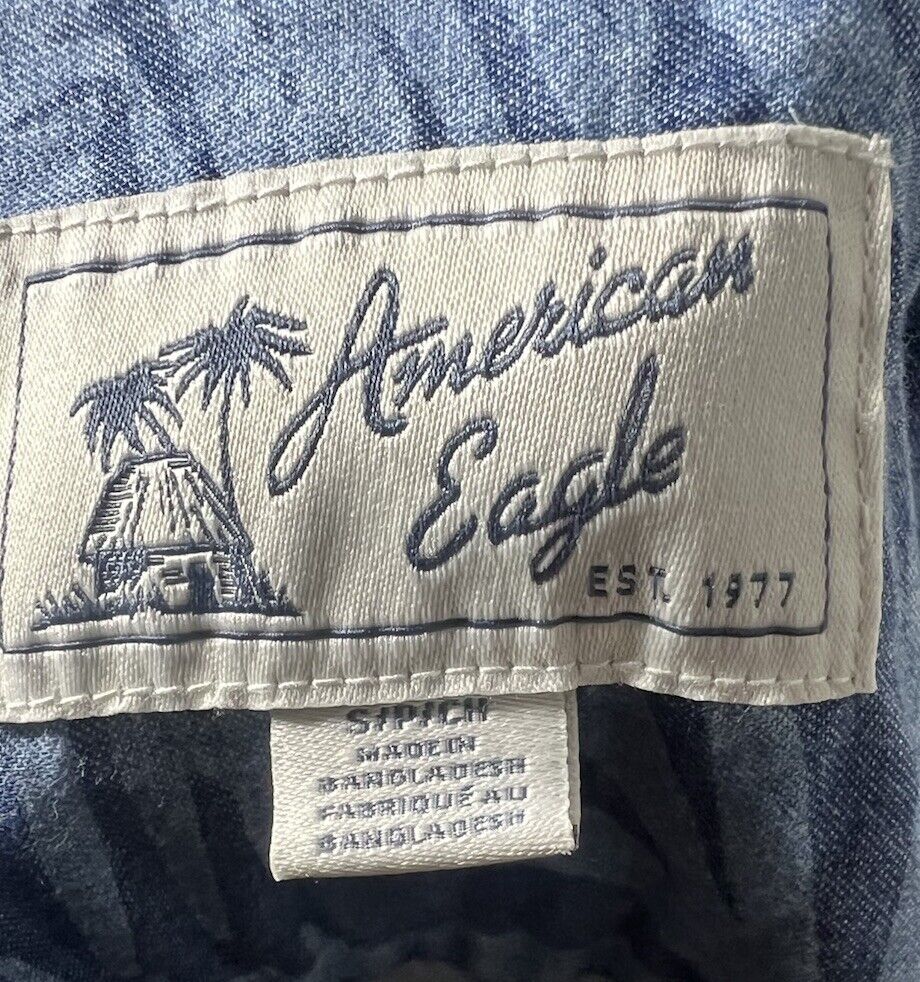 American
Eagle
EST. 1977
S/P/CH
MADE IN
BANGLADESH
FABRIQUÉ AU
BANGLADESH